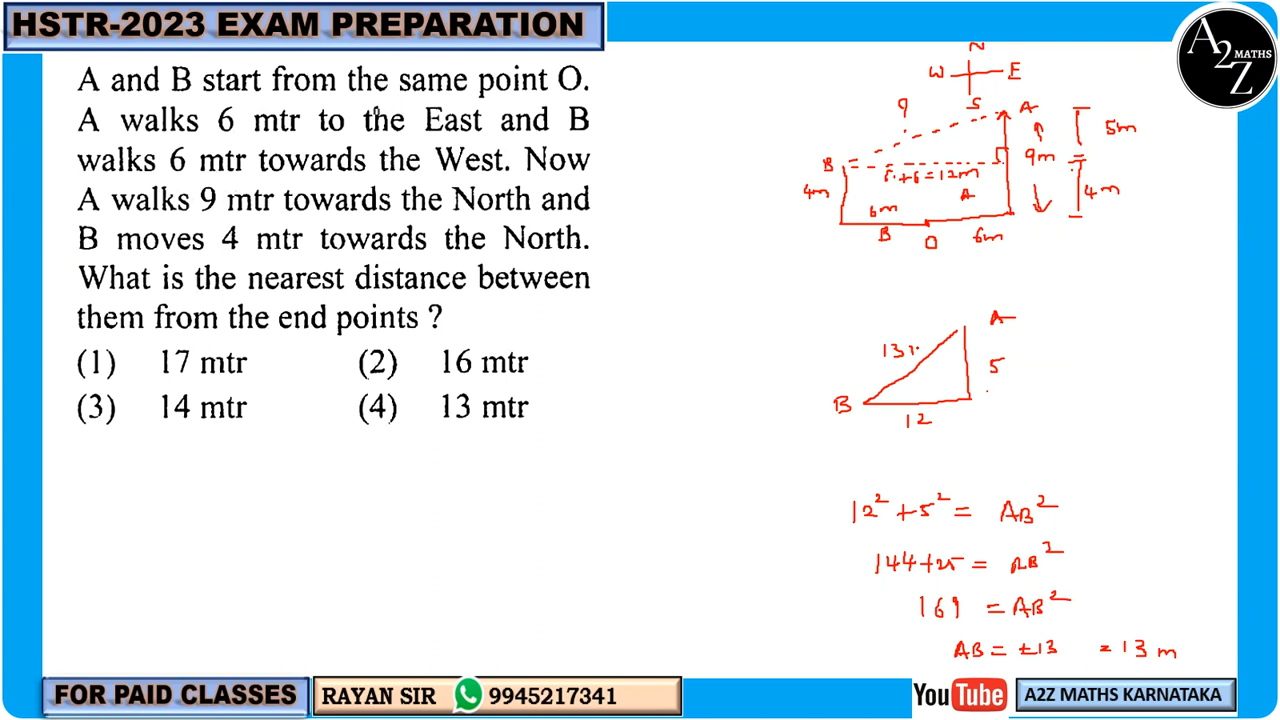 HSTR-2023 EXAM PREPARATION
A2Z MATHS
A and B start from the same point O.
A walks 6 mtr to the East and B
walks 6 mtr towards the West. Now
A walks 9 mtr towards the North and
B moves 4 mtr towards the North.
What is the nearest distance between
them from the end points ?
(1) 17 mtr (2) 16 mtr
(3) 14 mtr (4) 13 mtr
N
W E
? S A
5m
B 9m
6+6=12m
4m A 4m
6m
B O 6m
A
13m
5
B
12
12² + 5² = AB²
144+25 = AB²
169 = AB²
AB = ±13 = 13 m
FOR PAID CLASSES RAYAN SIR 9945217341 YouTube A2Z MATHS KARNATAKA